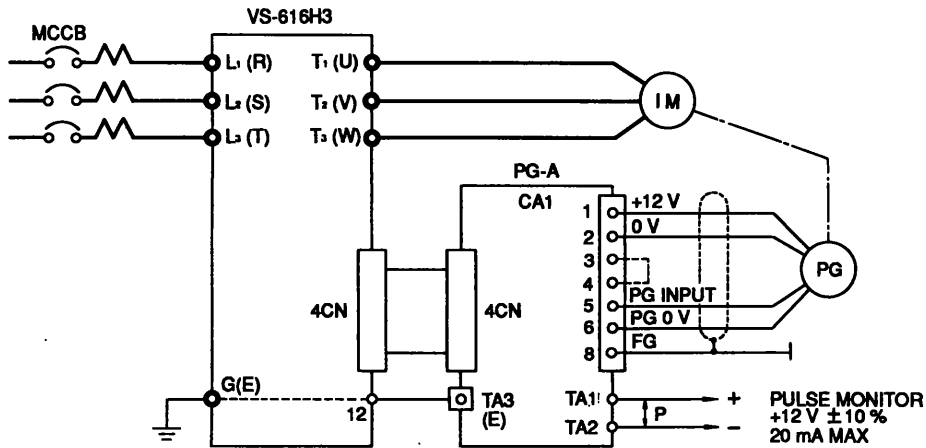 VS-616H3
MCCB
L₁ (R) T₁ (U)
L₂ (S) T₂ (V) IM
L₃ (T) T₃ (W)
PG-A
CA1
1 +12 V
2 0 V
3
4 PG
5 PG INPUT
6 PG 0 V
8 FG
4CN 4CN
G(E)
12 TA3
(E)
TA1 + PULSE MONITOR
P +12 V ±10 %
TA2 − 20 mA MAX